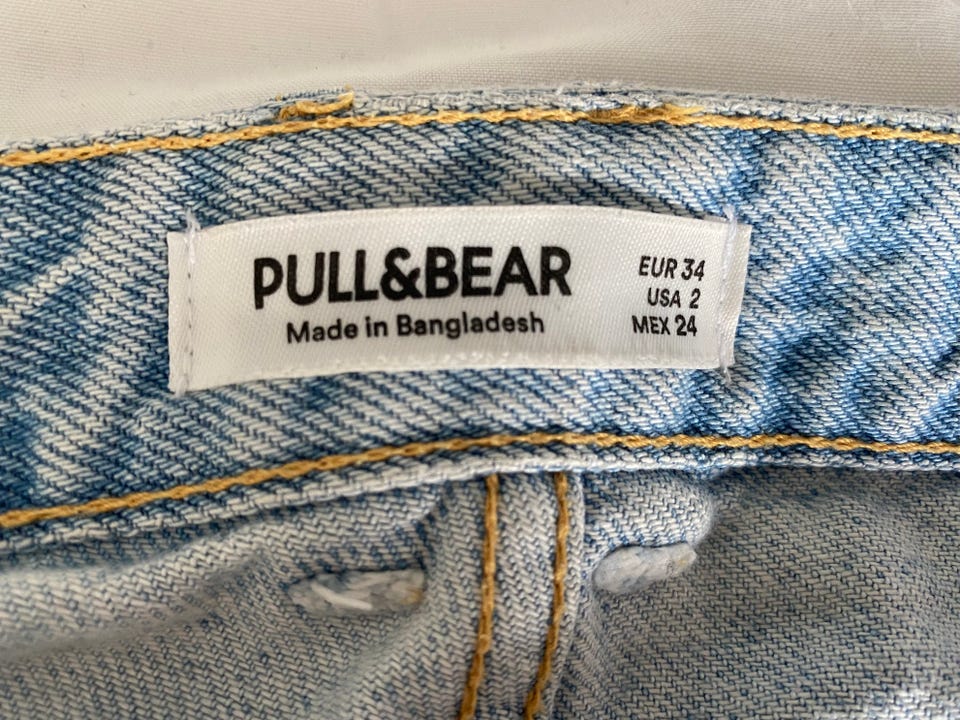 PULL&BEAR
Made in Bangladesh
EUR 34
USA 2
MEX 24